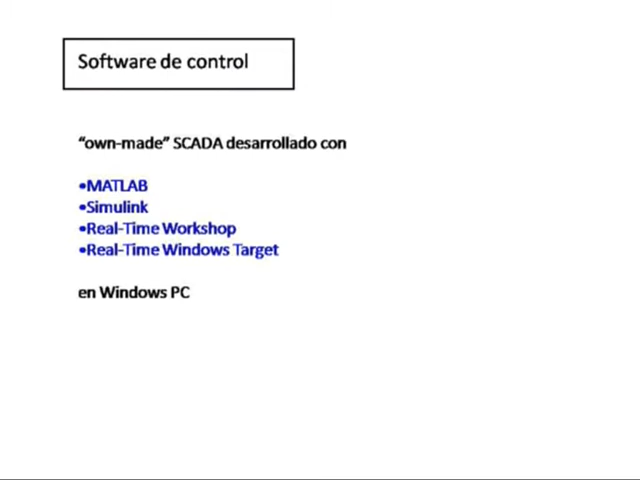 Software de control
“own-made” SCADA desarrollado con
•MATLAB
•Simulink
•Real-Time Workshop
•Real-Time Windows Target
en Windows PC